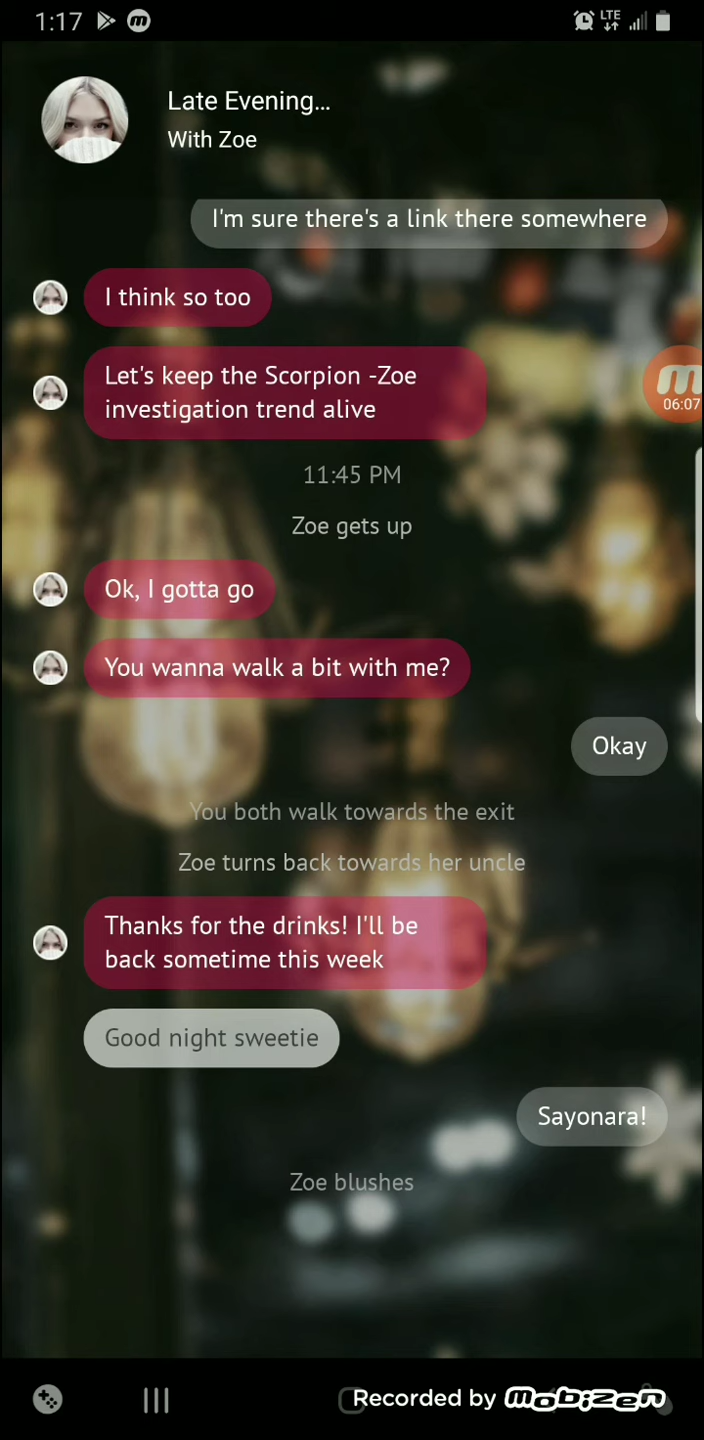 1:17
LTE
Late Evening...
With Zoe
I'm sure there's a link there somewhere
I think so too
Let's keep the Scorpion -Zoe
investigation trend alive
06:07
11:45 PM
Zoe gets up
Ok, I gotta go
You wanna walk a bit with me?
Okay
You both walk towards the exit
Zoe turns back towards her uncle
Thanks for the drinks! I'll be
back sometime this week
Good night sweetie
Sayonara!
Zoe blushes
Recorded by mobizen